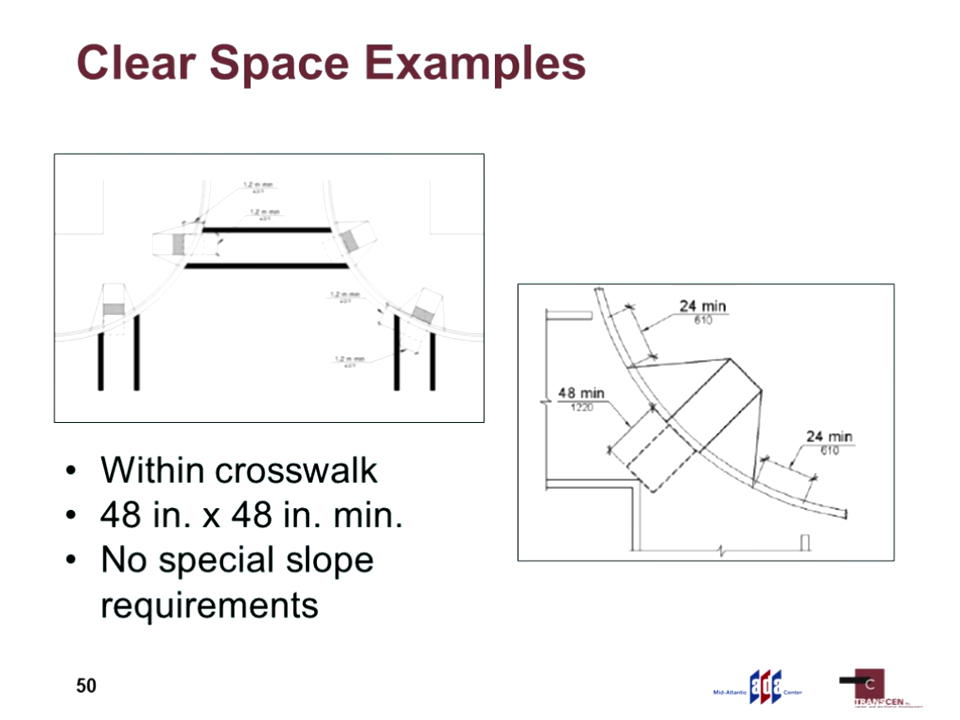 Clear Space Examples
1.2 m min
1.2 m min
1.2 m min
1.2 m min
24 min
610
48 min
1220
24 min
610
• Within crosswalk
• 48 in. x 48 in. min.
• No special slope
requirements
50
Mid-Atlantic ada Center
C
TRANSCEN